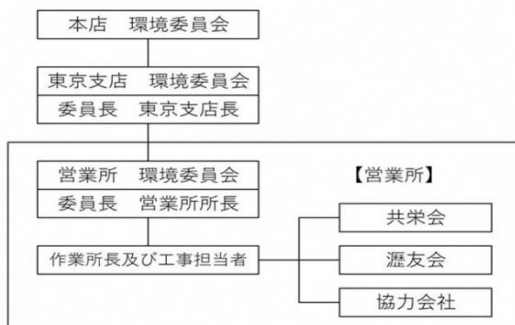 本店　環境委員会
東京支店　環境委員会
委員長　東京支店長
営業所　環境委員会
委員長　営業所所長
【営業所】
共栄会
作業所長及び工事担当者
瀝友会
協力会社